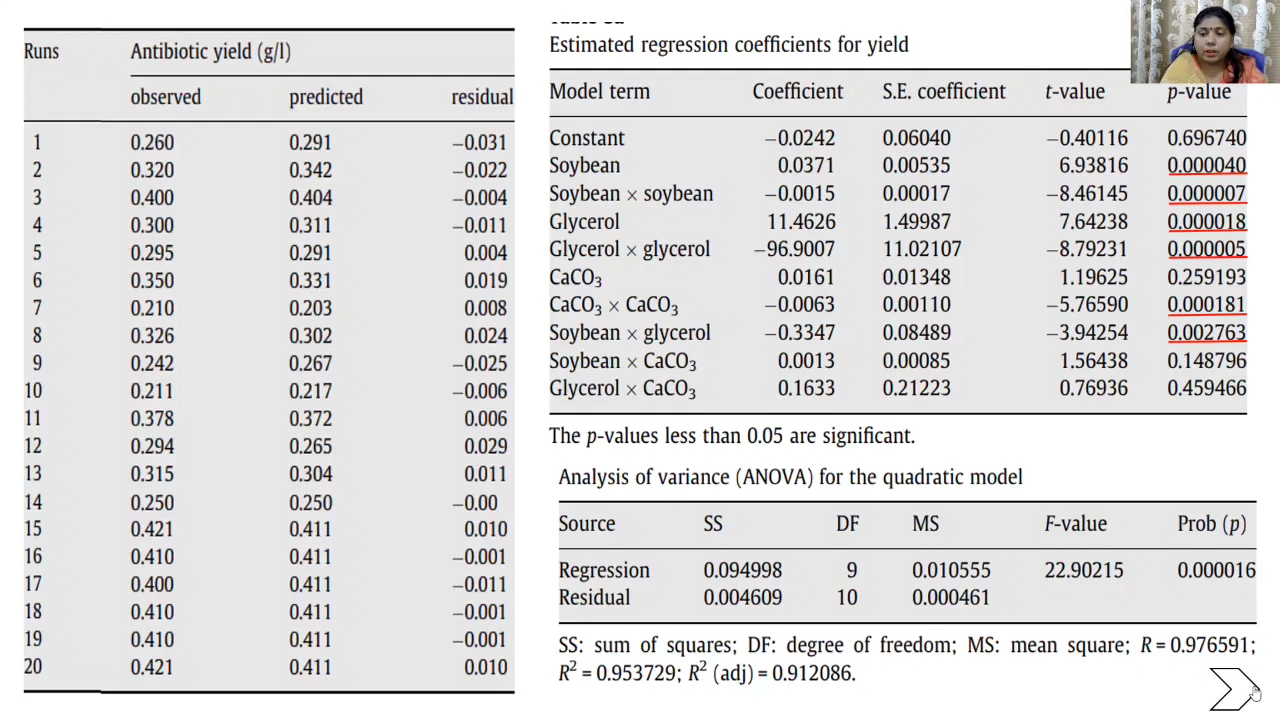 Runs Antibiotic yield (g/l)
observed predicted residual
1 0.260 0.291 −0.031
2 0.320 0.342 −0.022
3 0.400 0.404 −0.004
4 0.300 0.311 −0.011
5 0.295 0.291 0.004
6 0.350 0.331 0.019
7 0.210 0.203 0.008
8 0.326 0.302 0.024
9 0.242 0.267 −0.025
10 0.211 0.217 −0.006
11 0.378 0.372 0.006
12 0.294 0.265 0.029
13 0.315 0.304 0.011
14 0.250 0.250 −0.00
15 0.421 0.411 0.010
16 0.410 0.411 −0.001
17 0.400 0.411 −0.011
18 0.410 0.411 −0.001
19 0.410 0.411 −0.001
20 0.421 0.411 0.010
Estimated regression coefficients for yield
Model term Coefficient S.E. coefficient t-value p-value
Constant −0.0242 0.06040 −0.40116 0.696740
Soybean 0.0371 0.00535 6.93816 0.000040
Soybean × soybean −0.0015 0.00017 −8.46145 0.000007
Glycerol 11.4626 1.49987 7.64238 0.000018
Glycerol × glycerol −96.9007 11.02107 −8.79231 0.000005
CaCO₃ 0.0161 0.01348 1.19625 0.259193
CaCO₃ × CaCO₃ −0.0063 0.00110 −5.76590 0.000181
Soybean × glycerol −0.3347 0.08489 −3.94254 0.002763
Soybean × CaCO₃ 0.0013 0.00085 1.56438 0.148796
Glycerol × CaCO₃ 0.1633 0.21223 0.76936 0.459466
The p-values less than 0.05 are significant.
Analysis of variance (ANOVA) for the quadratic model
Source SS DF MS F-value Prob (p)
Regression 0.094998 9 0.010555 22.90215 0.000016
Residual 0.004609 10 0.000461
SS: sum of squares; DF: degree of freedom; MS: mean square; R = 0.976591;
R² = 0.953729; R² (adj) = 0.912086.